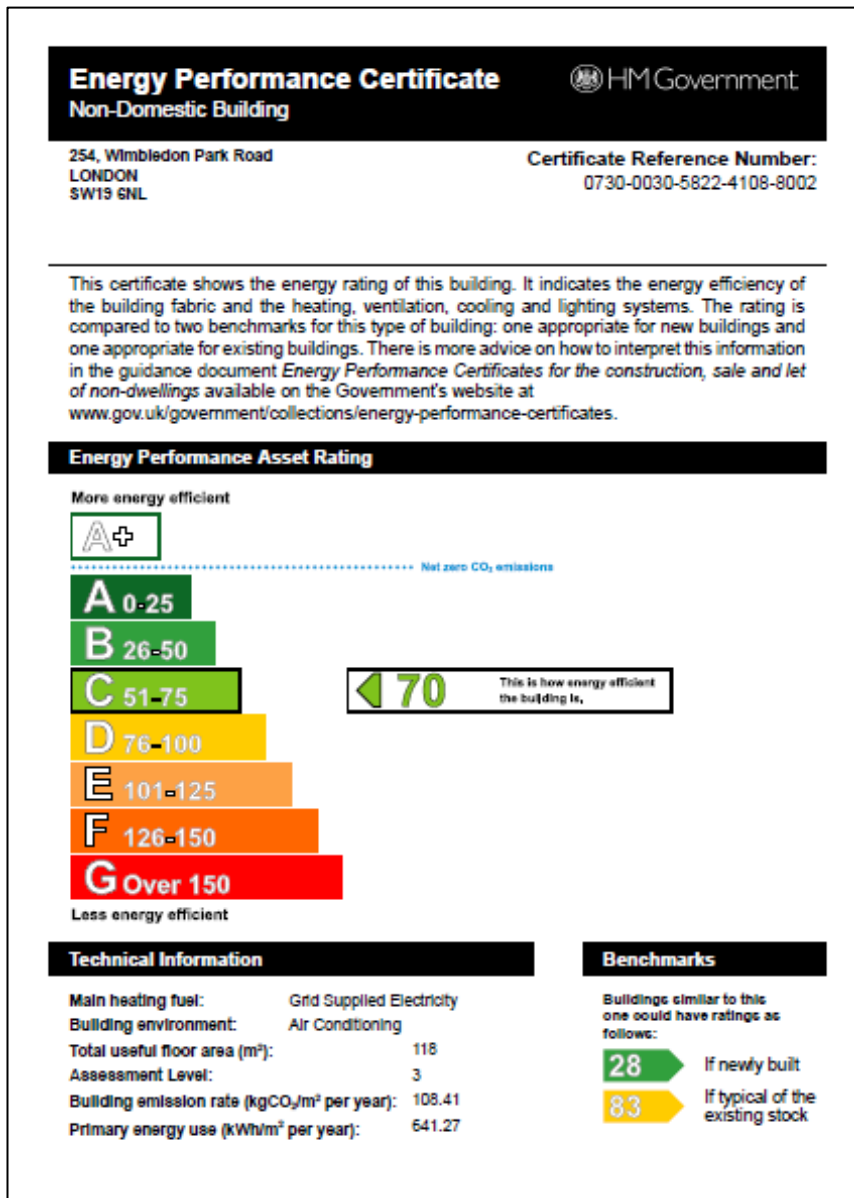 Energy Performance Certificate
HM Government
Non-Domestic Building
254, Wimbledon Park Road
LONDON
SW19 6NL
Certificate Reference Number:
0730-0030-5822-4108-8002
This certificate shows the energy rating of this building. It indicates the energy efficiency of
the building fabric and the heating, ventilation, cooling and lighting systems. The rating is
compared to two benchmarks for this type of building: one appropriate for new buildings and
one appropriate for existing buildings. There is more advice on how to interpret this information
in the guidance document Energy Performance Certificates for the construction, sale and let
of non-dwellings available on the Government's website at
www.gov.uk/government/collections/energy-performance-certificates.
Energy Performance Asset Rating
More energy efficient
A+
Net zero CO₂ emissions
A 0-25
B 26-50
C 51-75
70
This is how energy efficient
the building is.
D 76-100
E 101-125
F 126-150
G Over 150
Less energy efficient
Technical Information
Main heating fuel: Grid Supplied Electricity
Building environment: Air Conditioning
Total useful floor area (m²): 118
Assessment Level: 3
Building emission rate (kgCO₂/m² per year): 108.41
Primary energy use (kWh/m² per year): 641.27
Benchmarks
Buildings similar to this
one could have ratings as
follows:
28 If newly built
83 If typical of the
existing stock